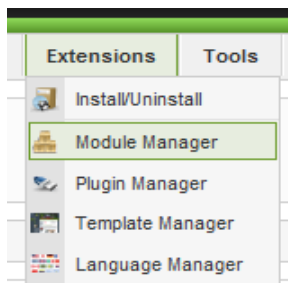 Extensions Tools
Install/Uninstall
Module Manager
Plugin Manager
Template Manager
Language Manager